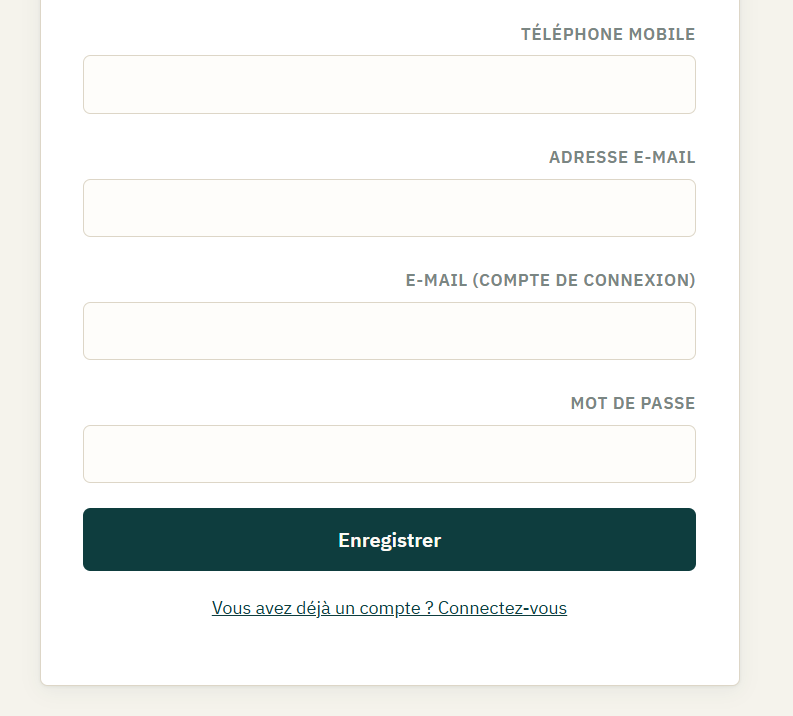 TÉLÉPHONE MOBILE
ADRESSE E-MAIL
E-MAIL (COMPTE DE CONNEXION)
MOT DE PASSE
Enregistrer
Vous avez déjà un compte ? Connectez-vous